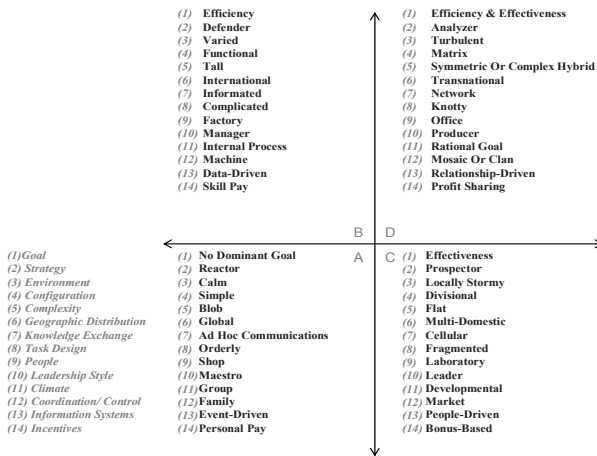 (1) Efficiency
(2) Defender
(3) Varied
(4) Functional
(5) Tall
(6) International
(7) Informated
(8) Complicated
(9) Factory
(10) Manager
(11) Internal Process
(12) Machine
(13) Data-Driven
(14) Skill Pay
(1) Efficiency & Effectiveness
(2) Analyzer
(3) Turbulent
(4) Matrix
(5) Symmetric Or Complex Hybrid
(6) Transnational
(7) Network
(8) Knotty
(9) Office
(10) Producer
(11) Rational Goal
(12) Mosaic Or Clan
(13) Relationship-Driven
(14) Profit Sharing
B D
A C
(1)Goal
(2) Strategy
(3) Environment
(4) Configuration
(5) Complexity
(6) Geographic Distribution
(7) Knowledge Exchange
(8) Task Design
(9) People
(10) Leadership Style
(11) Climate
(12) Coordination/ Control
(13) Information Systems
(14) Incentives
(1) No Dominant Goal
(2) Reactor
(3) Calm
(4) Simple
(5) Blob
(6) Global
(7) Ad Hoc Communications
(8) Orderly
(9) Shop
(10)Maestro
(11)Group
(12)Family
(13)Event-Driven
(14)Personal Pay
(1) Effectiveness
(2) Prospector
(3) Locally Stormy
(4) Divisional
(5) Flat
(6) Multi-Domestic
(7) Cellular
(8) Fragmented
(9) Laboratory
(10) Leader
(11) Developmental
(12) Market
(13) People-Driven
(14) Bonus-Based